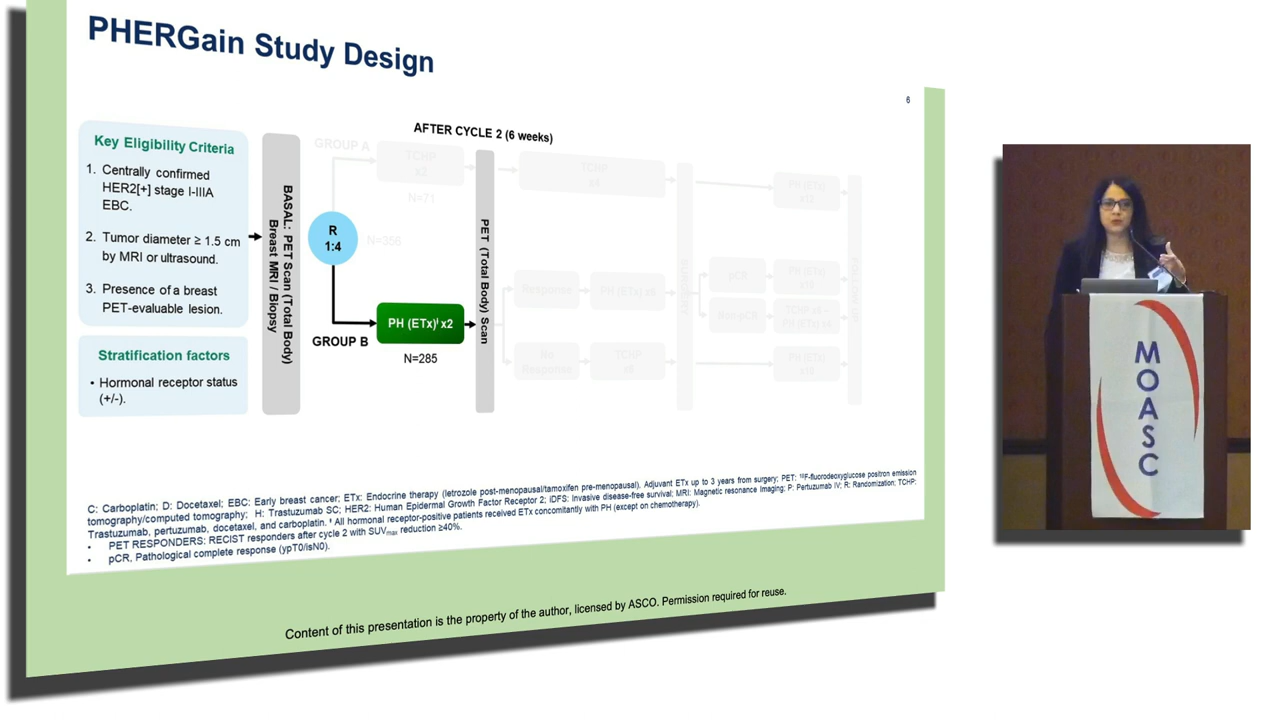 PHERGain Study Design
6
AFTER CYCLE 2 (6 weeks)
Key Eligibility Criteria
1. Centrally confirmed
HER2[+] stage I-IIIA
EBC.
2. Tumor diameter ≥ 1.5 cm
by MRI or ultrasound.
3. Presence of a breast
PET-evaluable lesion.
Stratification factors
• Hormonal receptor status
(+/-).
BASAL: PET Scan (Total Body)
Breast MRI / Biopsy
GROUP A
TCHP
x2
N=71
R
1:4
N=356
GROUP B
PH (ETx)ǂ x2
N=285
PET (Total Body) Scan
TCHP
Response
PH (ETx) x6
No
Response
TCHP
x6
SURGERY
pCR
non-pCR
PH (ETx)
x12
PH (ETx)
PH (ETx)
C: Carboplatin; D: Docetaxel; EBC: Early breast cancer; ETx: Endocrine therapy (letrozole post-menopausal/tamoxifen pre-menopausal). Adjuvant ETx up to 3 years from surgery; PET: ¹⁸F-fluorodeoxyglucose positron emission
tomography/computed tomography; H: Trastuzumab SC; HER2: Human Epidermal Growth Factor Receptor 2; iDFS: Invasive disease-free survival; MRI: Magnetic resonance Imaging; P: Pertuzumab IV; R: Randomization; TCHP:
Trastuzumab, pertuzumab, docetaxel, and carboplatin. ǂ All hormonal receptor-positive patients received ETx concomitantly with PH (except on chemotherapy).
• PET RESPONDERS: RECIST responders after cycle 2 with SUVmax reduction ≥40%.
• pCR, Pathological complete response (ypT0/isN0).
Content of this presentation is the property of the author, licensed by ASCO. Permission required for reuse.
MOASC